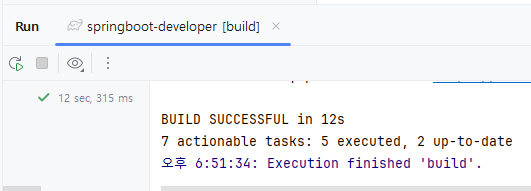 Run springboot-developer [build]
12 sec, 315 ms
BUILD SUCCESSFUL in 12s
7 actionable tasks: 5 executed, 2 up-to-date
오후 6:51:34: Execution finished 'build'.